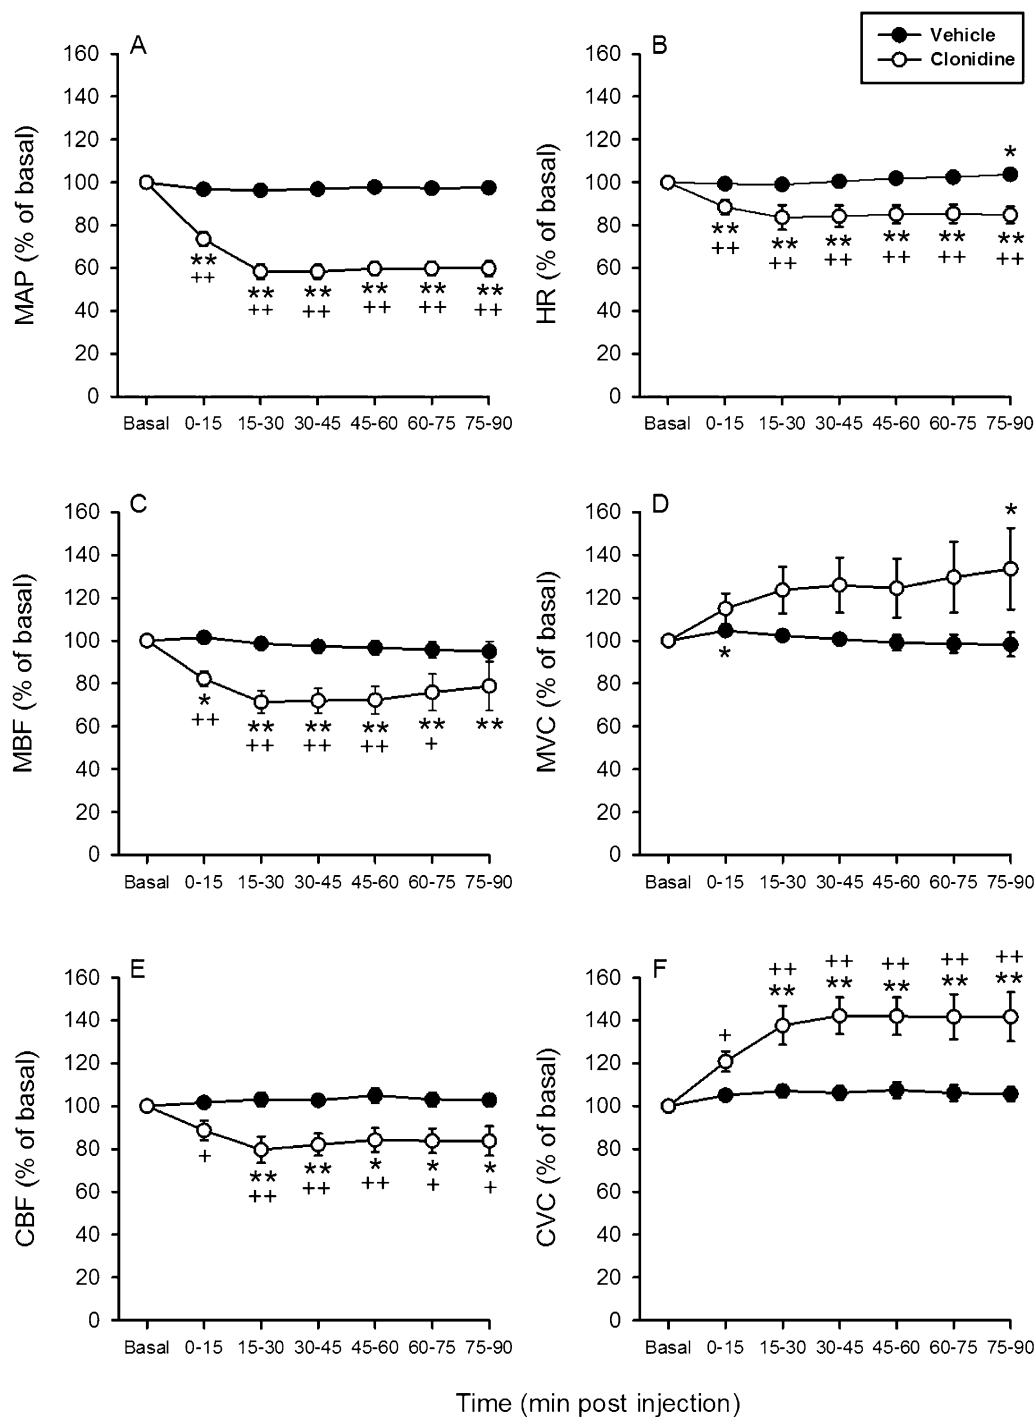 Vehicle
Clonidine
A
MAP (% of basal)
160
140
120
100
80
60
40
20
0
** ** ** ** ** **
++ ++ ++ ++ ++ ++
Basal 0-15 15-30 30-45 45-60 60-75 75-90
B
HR (% of basal)
160
140
120
100
80
60
40
20
0
*
** ** ** ** ** **
++ ++ ++ ++ ++ ++
Basal 0-15 15-30 30-45 45-60 60-75 75-90
C
MBF (% of basal)
160
140
120
100
80
60
40
20
0
* ** ** ** ** **
++ ++ ++ ++ +
Basal 0-15 15-30 30-45 45-60 60-75 75-90
D
MVC (% of basal)
160
140
120
100
80
60
40
20
0
*
*
Basal 0-15 15-30 30-45 45-60 60-75 75-90
E
CBF (% of basal)
160
140
120
100
80
60
40
20
0
+ ** ** * * *
++ ++ ++ + +
Basal 0-15 15-30 30-45 45-60 60-75 75-90
F
CVC (% of basal)
160
140
120
100
80
60
40
20
0
++ ++ ++ ++ ++
+ ** ** ** ** **
Basal 0-15 15-30 30-45 45-60 60-75 75-90
Time (min post injection)